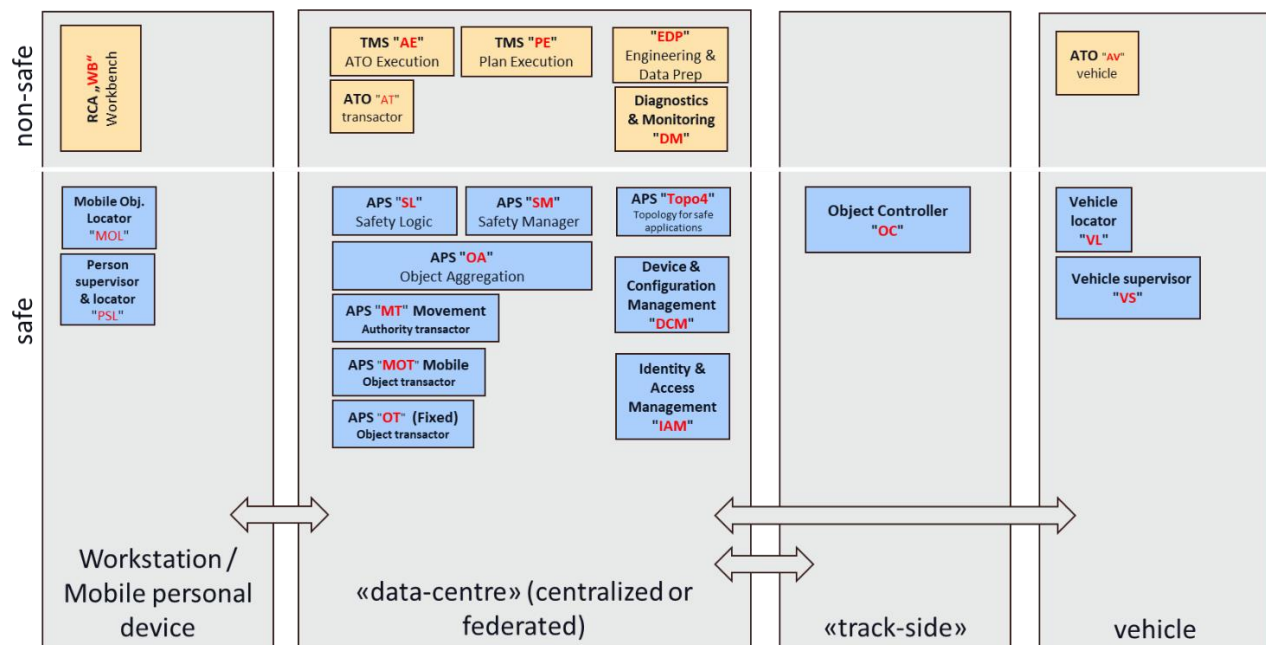 non-safe
RCA „WB“
Workbench
TMS "AE"
ATO Execution
TMS "PE"
Plan Execution
"EDP"
Engineering &
Data Prep
ATO "AT"
transactor
Diagnostics
& Monitoring
"DM"
ATO "AV"
vehicle
safe
Mobile Obj.
Locator
"MOL"
Person
supervisor
& locator
"PSL"
APS "SL"
Safety Logic
APS "SM"
Safety Manager
APS "Topo4"
Topology for safe
applications
APS "OA"
Object Aggregation
APS "MT" Movement
Authority transactor
APS "MOT" Mobile
Object transactor
APS "OT" (Fixed)
Object transactor
Device &
Configuration
Management
"DCM"
Identity &
Access
Management
"IAM"
Object Controller
"OC"
Vehicle
locator
"VL"
Vehicle supervisor
"VS"
Workstation /
Mobile personal
device
«data-centre» (centralized or
federated)
«track-side»
vehicle